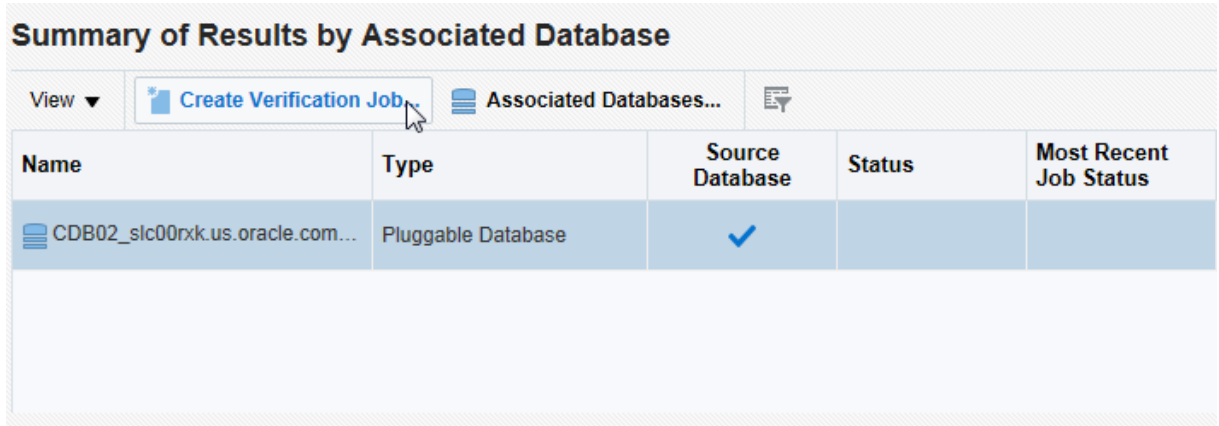 Summary of Results by Associated Database
View Create Verification Job... Associated Databases...
Name Type Source Database Status Most Recent Job Status
CDB02_slc00rxk.us.oracle.com... Pluggable Database